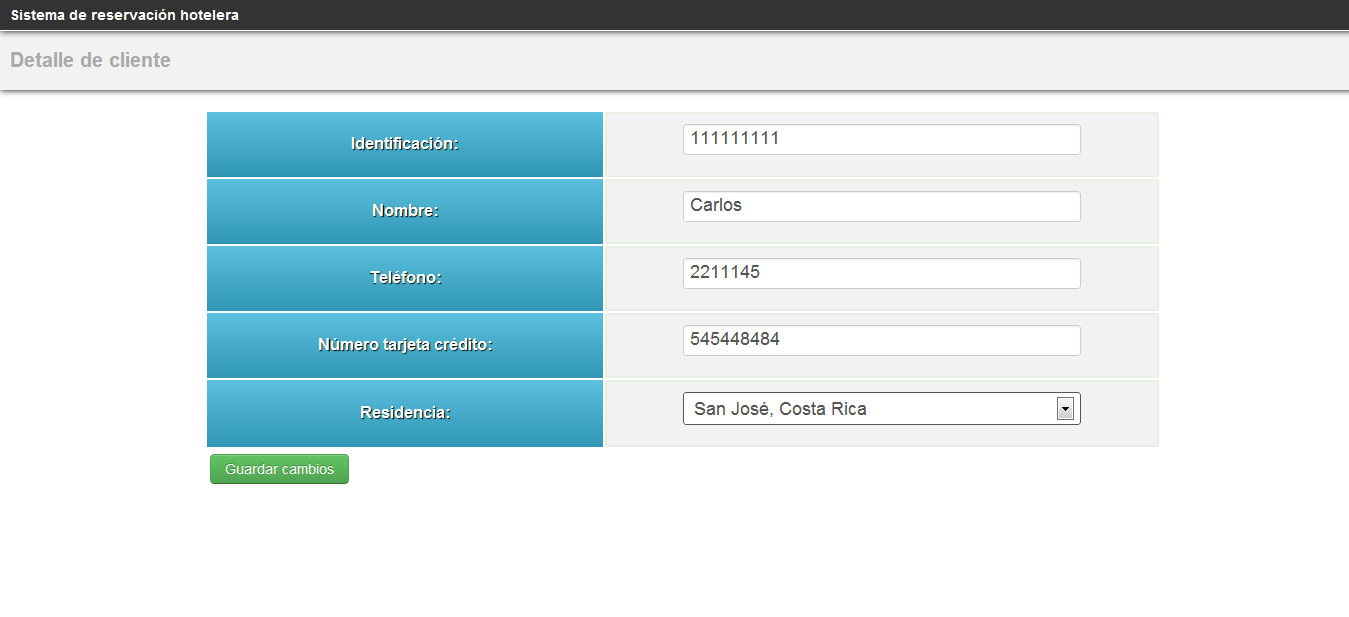 Sistema de reservación hotelera
Detalle de cliente
Identificación: 111111111
Nombre: Carlos
Teléfono: 2211145
Número tarjeta crédito: 545448484
Residencia: San José, Costa Rica
Guardar cambios